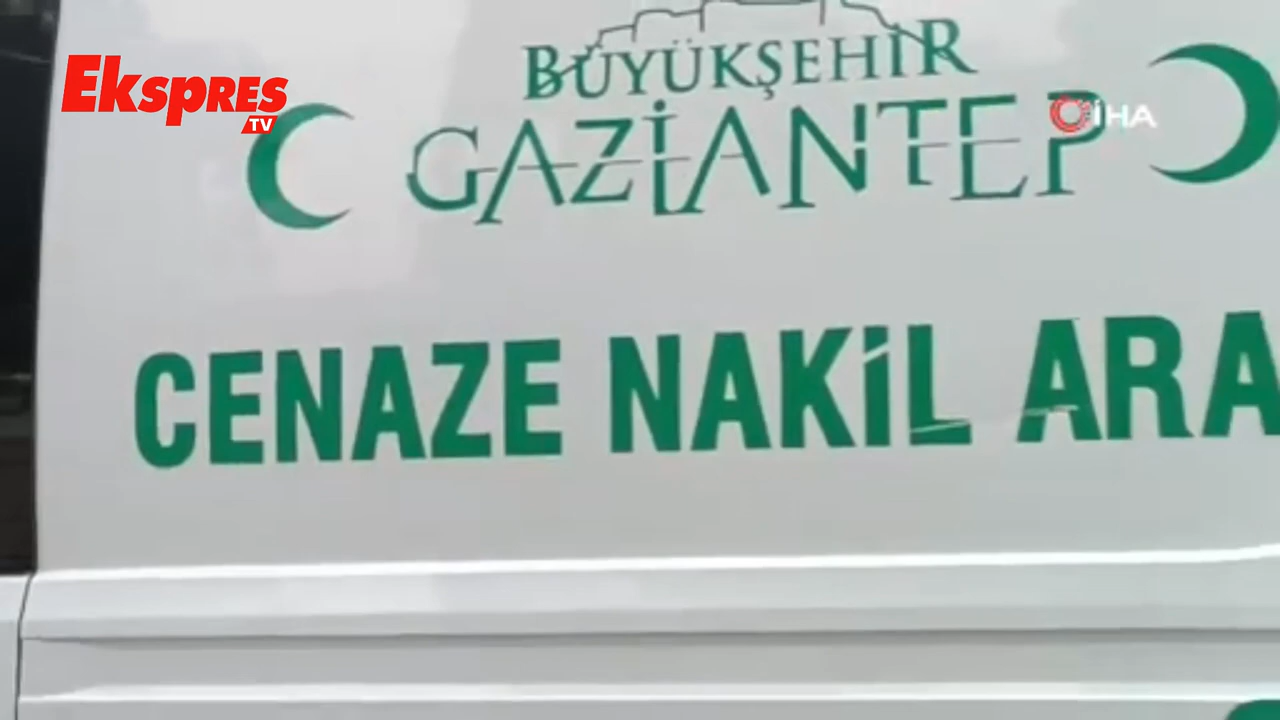 Ekspres
TV
BÜYÜKŞEHİR
GAZİANTEP
İHA
CENAZE NAKİL ARA